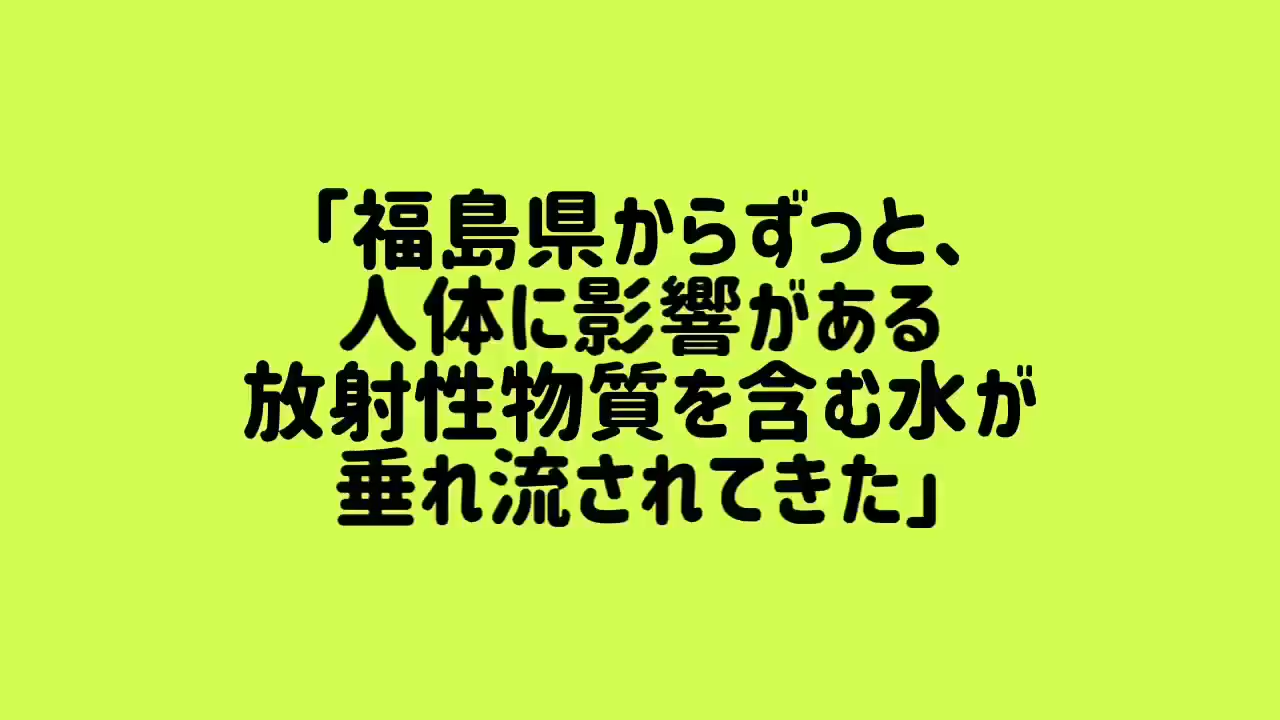 「福島県からずっと、
人体に影響がある
放射性物質を含む水が
垂れ流されてきた」